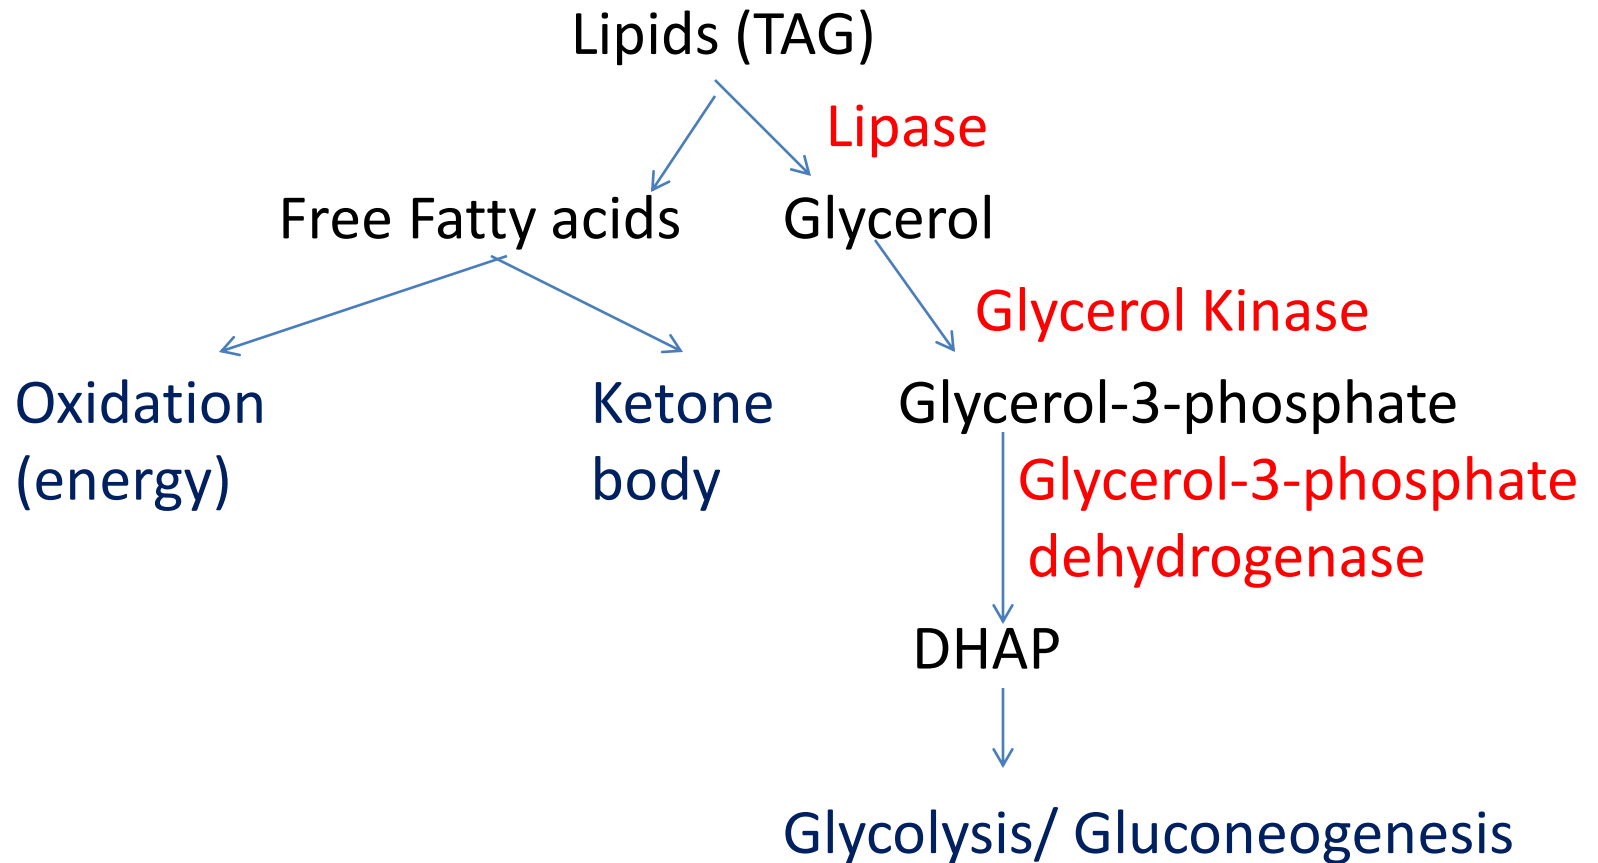 Lipids (TAG)
Lipase
Free Fatty acids
Glycerol
Glycerol Kinase
Oxidation
(energy)
Ketone
body
Glycerol-3-phosphate
Glycerol-3-phosphate
dehydrogenase
DHAP
Glycolysis/ Gluconeogenesis